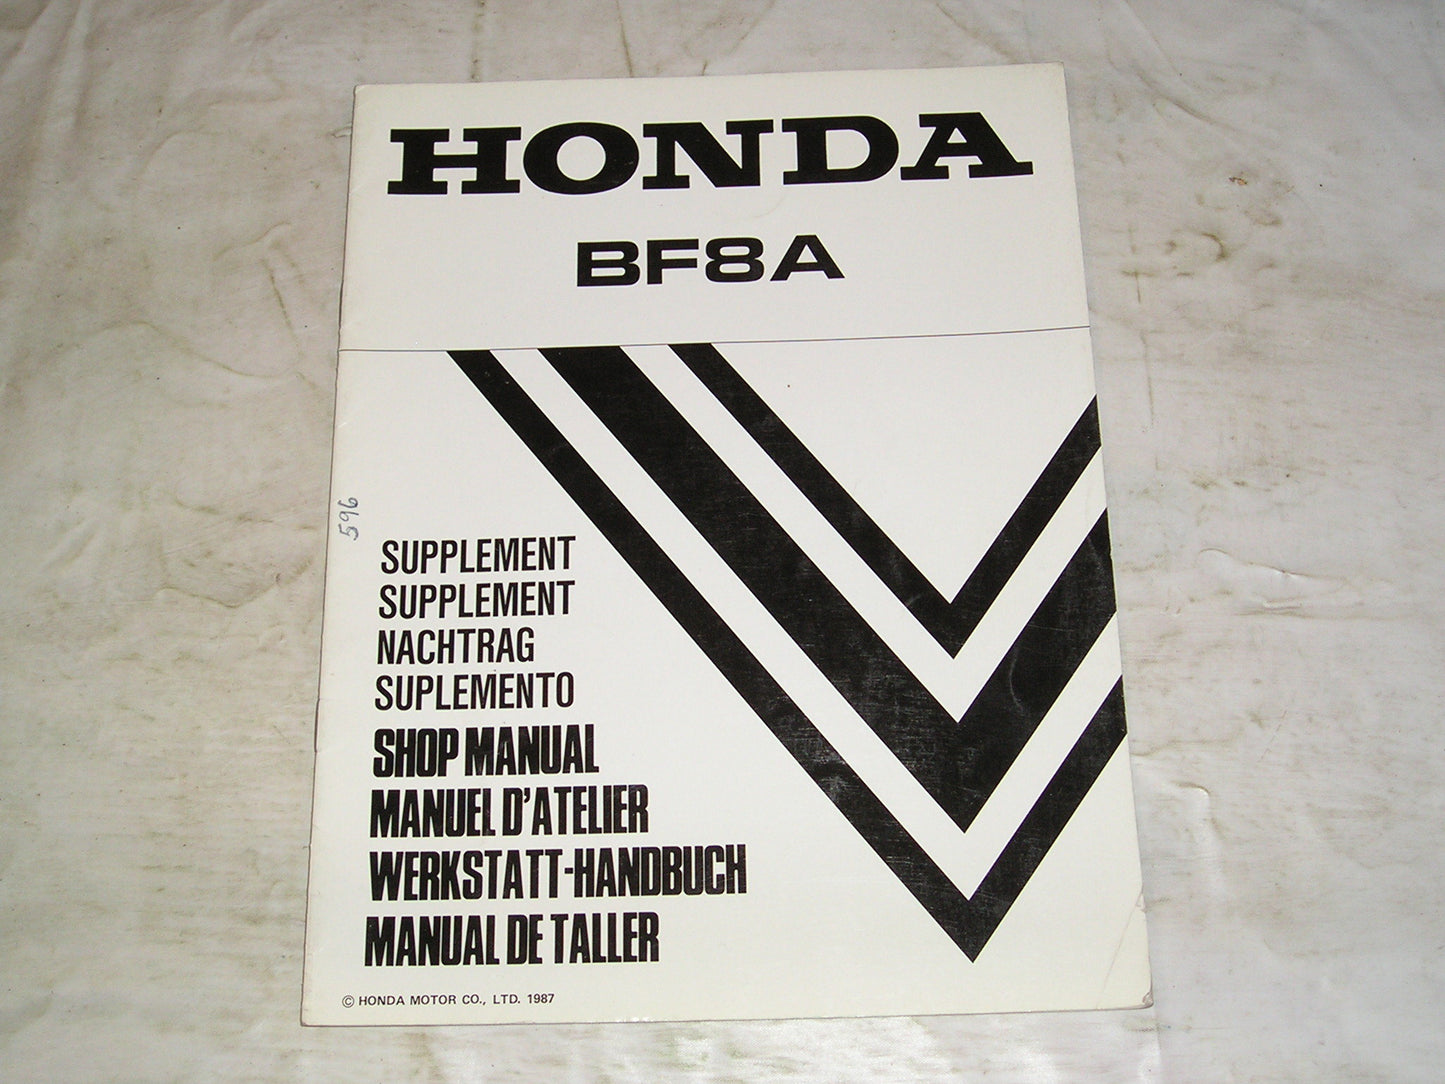 HONDA
BF8A
596
SUPPLEMENT
SUPPLEMENT
NACHTRAG
SUPLEMENTO
SHOP MANUAL
MANUEL D'ATELIER
WERKSTATT-HANDBUCH
MANUAL DE TALLER
© HONDA MOTOR CO., LTD. 1987